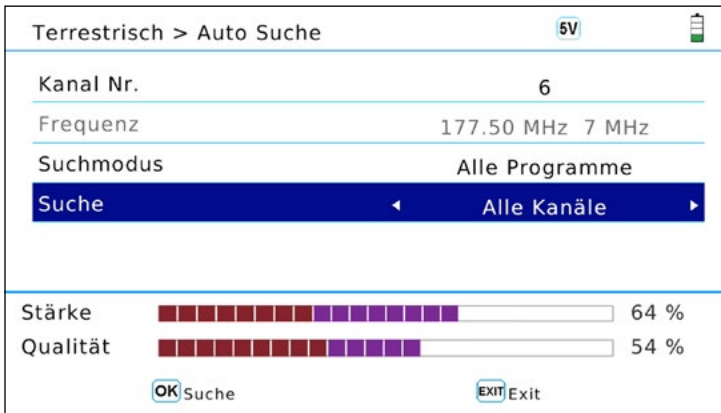 Terrestrisch > Auto Suche 5V
Kanal Nr. 6
Frequenz 177.50 MHz 7 MHz
Suchmodus Alle Programme
Suche Alle Kanäle
Stärke 64 %
Qualität 54 %
OK Suche EXIT Exit